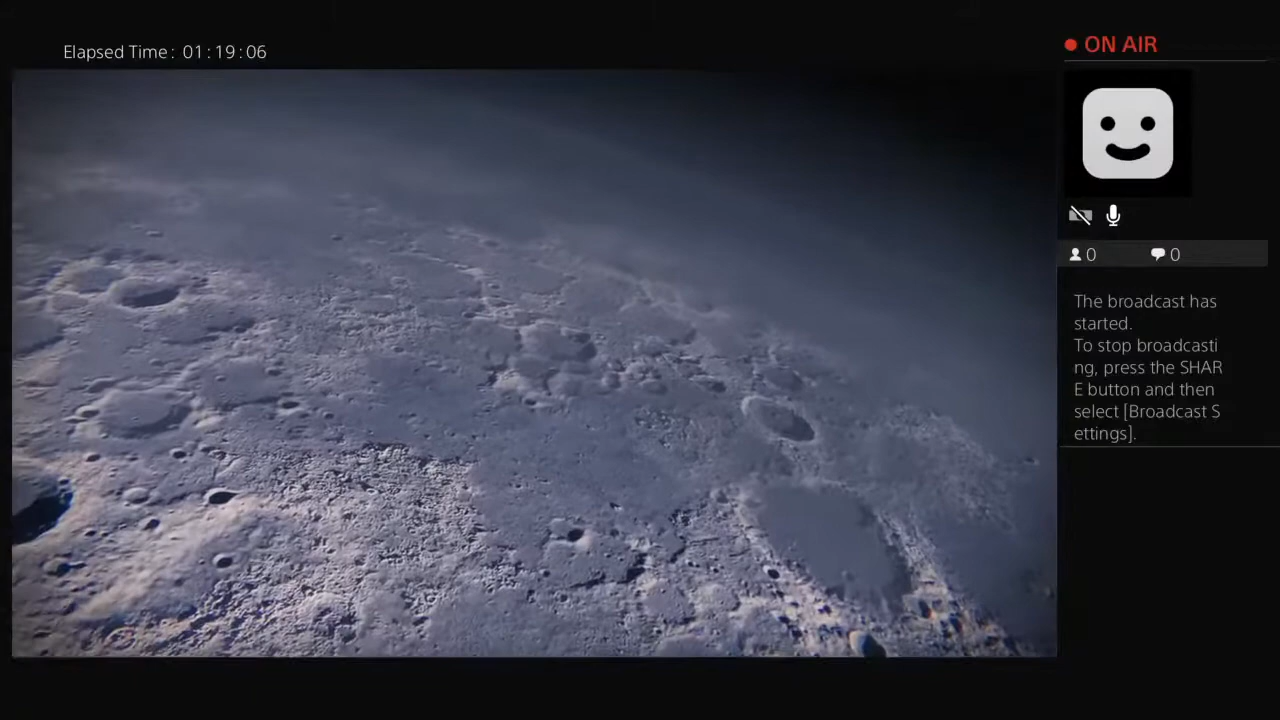 Elapsed Time: 01:19:06
ON AIR
0 0
The broadcast has
started.
To stop broadcasti
ng, press the SHAR
E button and then
select [Broadcast S
ettings].